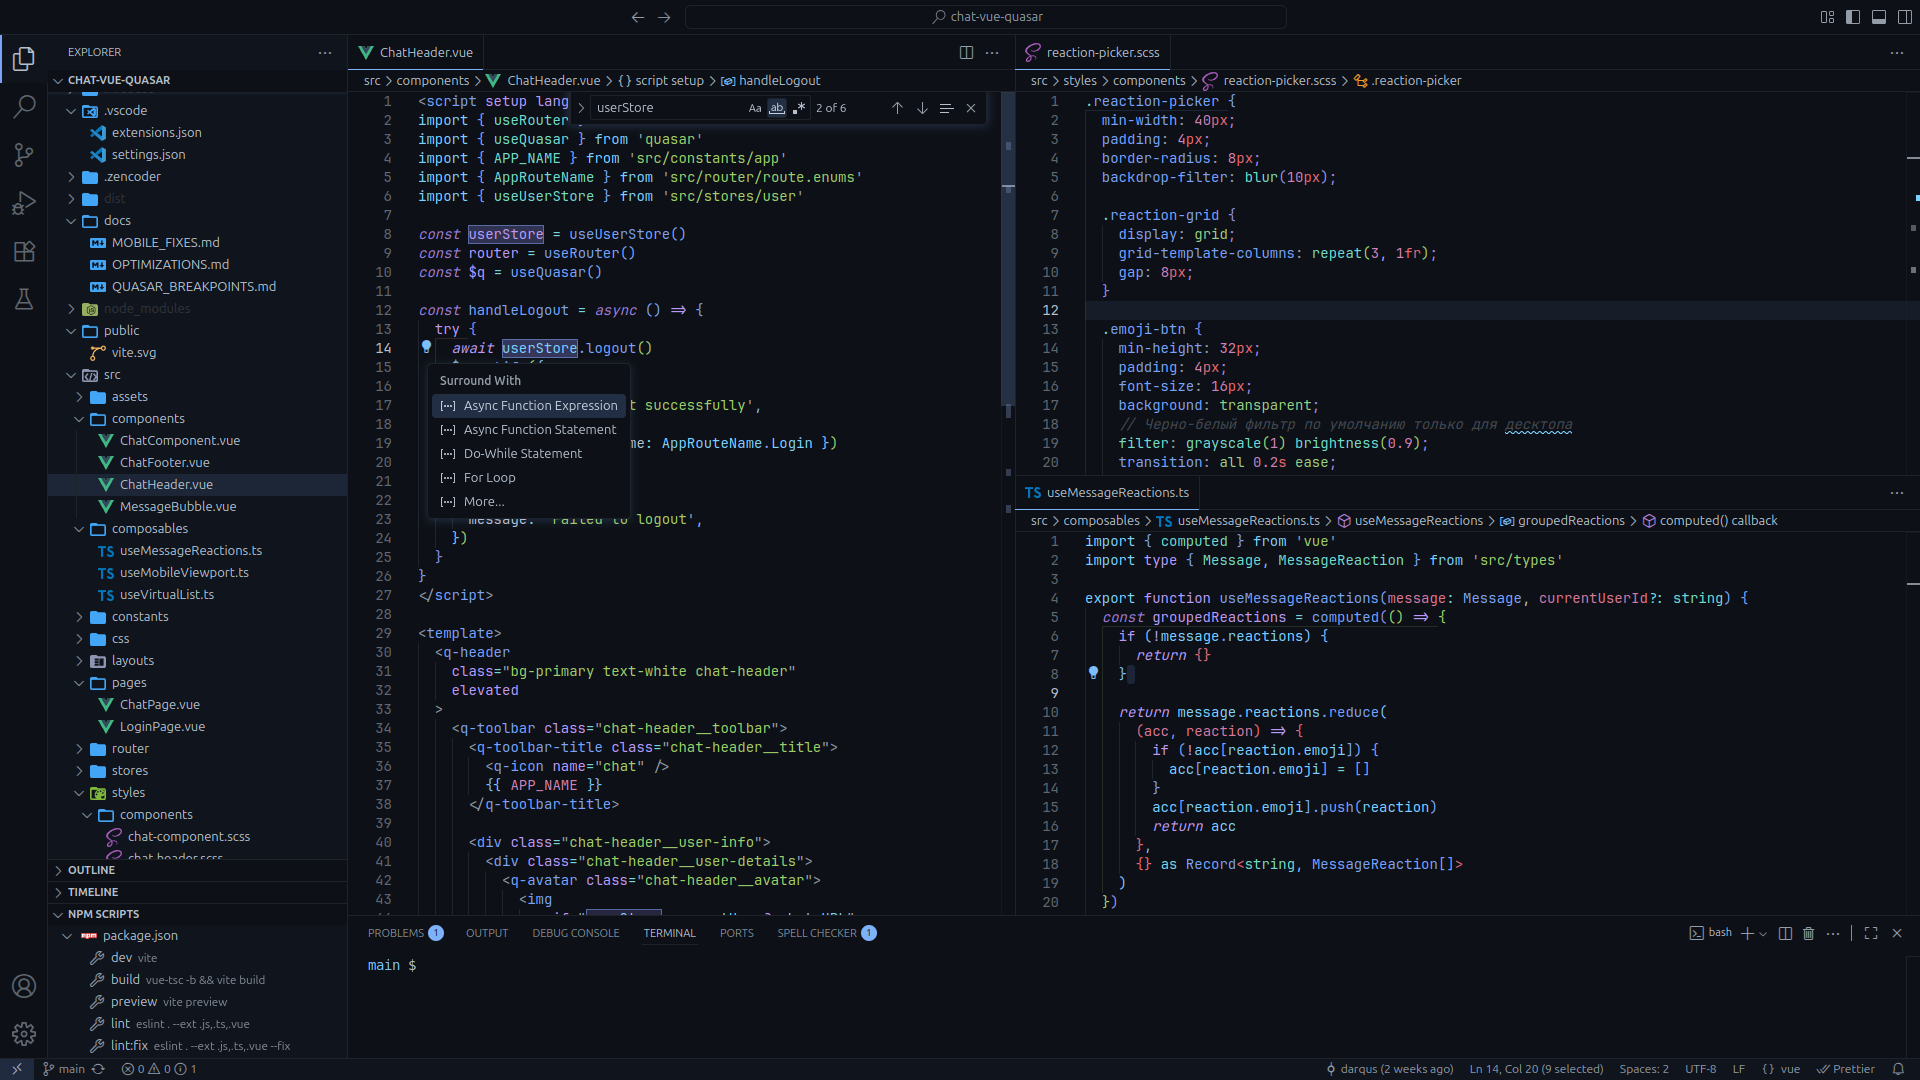 chat-vue-quasar
EXPLORER
CHAT-VUE-QUASAR
.vscode
extensions.json
settings.json
.zencoder
dist
docs
MOBILE_FIXES.md
OPTIMIZATIONS.md
QUASAR_BREAKPOINTS.md
node_modules
public
vite.svg
src
assets
components
ChatComponent.vue
ChatFooter.vue
ChatHeader.vue
MessageBubble.vue
composables
useMessageReactions.ts
useMobileViewport.ts
useVirtualList.ts
constants
css
layouts
pages
ChatPage.vue
LoginPage.vue
router
stores
styles
components
chat-component.scss
chat-header.scss
OUTLINE
TIMELINE
NPM SCRIPTS
package.json
dev vite
build vue-tsc -b && vite build
preview vite preview
lint eslint . --ext .js,.ts,.vue
lint:fix eslint . --ext .js,.ts,.vue --fix
ChatHeader.vue
src > components > ChatHeader.vue > {} script setup > handleLogout
userStore Aa ab .* 2 of 6
1 <script setup lang
2 import { useRouter
3 import { useQuasar } from 'quasar'
4 import { APP_NAME } from 'src/constants/app'
5 import { AppRouteName } from 'src/router/route.enums'
6 import { useUserStore } from 'src/stores/user'
7
8 const userStore = useUserStore()
9 const router = useRouter()
10 const $q = useQuasar()
11
12 const handleLogout = async () => {
13 try {
14 await userStore.logout()
15
16
17 t successfully',
18
19 me: AppRouteName.Login })
20
21
22
23 message: 'Failed to logout',
24 })
25 }
26 }
27 </script>
28
29 <template>
30 <q-header
31 class="bg-primary text-white chat-header"
32 elevated
33 >
34 <q-toolbar class="chat-header__toolbar">
35 <q-toolbar-title class="chat-header__title">
36 <q-icon name="chat" />
37 {{ APP_NAME }}
38 </q-toolbar-title>
39
40 <div class="chat-header__user-info">
41 <div class="chat-header__user-details">
42 <q-avatar class="chat-header__avatar">
43 <img
Surround With
Async Function Expression
Async Function Statement
Do-While Statement
For Loop
More...
reaction-picker.scss
src > styles > components > reaction-picker.scss > .reaction-picker
1 .reaction-picker {
2 min-width: 40px;
3 padding: 4px;
4 border-radius: 8px;
5 backdrop-filter: blur(10px);
6
7 .reaction-grid {
8 display: grid;
9 grid-template-columns: repeat(3, 1fr);
10 gap: 8px;
11 }
12
13 .emoji-btn {
14 min-height: 32px;
15 padding: 4px;
16 font-size: 16px;
17 background: transparent;
18 // Черно-белый фильтр по умолчанию только для десктопа
19 filter: grayscale(1) brightness(0.9);
20 transition: all 0.2s ease;
TS useMessageReactions.ts
src > composables > TS useMessageReactions.ts > useMessageReactions > groupedReactions > computed() callback
1 import { computed } from 'vue'
2 import type { Message, MessageReaction } from 'src/types'
3
4 export function useMessageReactions(message: Message, currentUserId?: string) {
5 const groupedReactions = computed(() => {
6 if (!message.reactions) {
7 return {}
8 }
9
10 return message.reactions.reduce(
11 (acc, reaction) => {
12 if (!acc[reaction.emoji]) {
13 acc[reaction.emoji] = []
14 }
15 acc[reaction.emoji].push(reaction)
16 return acc
17 },
18 {} as Record<string, MessageReaction[]>
19 )
20 })
PROBLEMS 1 OUTPUT DEBUG CONSOLE TERMINAL PORTS SPELL CHECKER 1 bash
main $
main 0 0 1 darqus (2 weeks ago) Ln 14, Col 20 (9 selected) Spaces: 2 UTF-8 LF {} vue Prettier